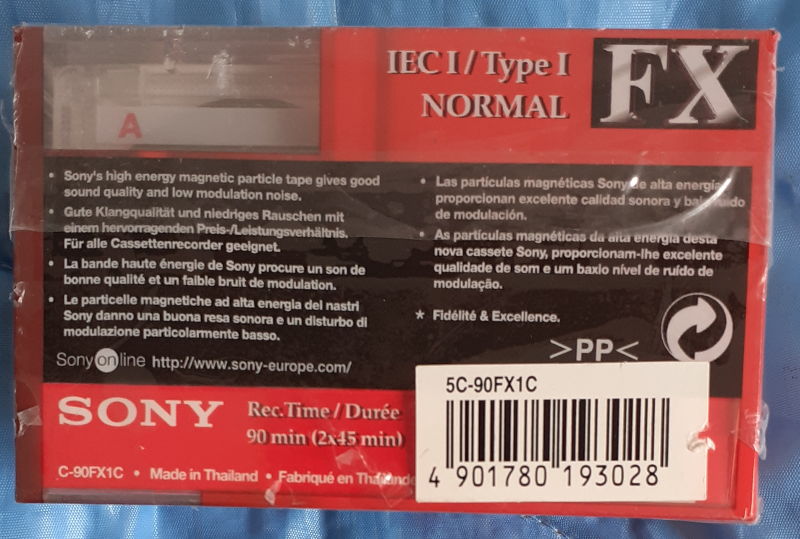 A
IEC I / Type I
NORMAL
FX
• Sony's high energy magnetic particle tape gives good
sound quality and low modulation noise.
• Gute Klangqualität und niedriges Rauschen mit
einem hervorragenden Preis-/Leistungsverhältnis.
Für alle Cassettenrecorder geeignet.
• La bande haute énergie de Sony procure un son de
bonne qualité et un faible bruit de modulation.
• Le particelle magnetiche ad alta energia del nastri
Sony danno una buona resa sonora e un disturbo di
modulazione particolarmente basso.
• Las partículas magnéticas Sony de alta energía
proporcionan excelente calidad sonora y bajo ruido
de modulación.
• As partículas magnéticas da alta energia desta
nova cassete Sony, proporcionam-lhe excelente
qualidade de som e um baxio nível de ruído de
modulação.
* Fidélité & Excellence.
>PP<
Sony online http://www.sony-europe.com/
SONY
Rec.Time / Durée
90 min (2x45 min)
C-90FX1C • Made in Thailand • Fabriqué en Thaïlande
5C-90FX1C
4 901780 193028